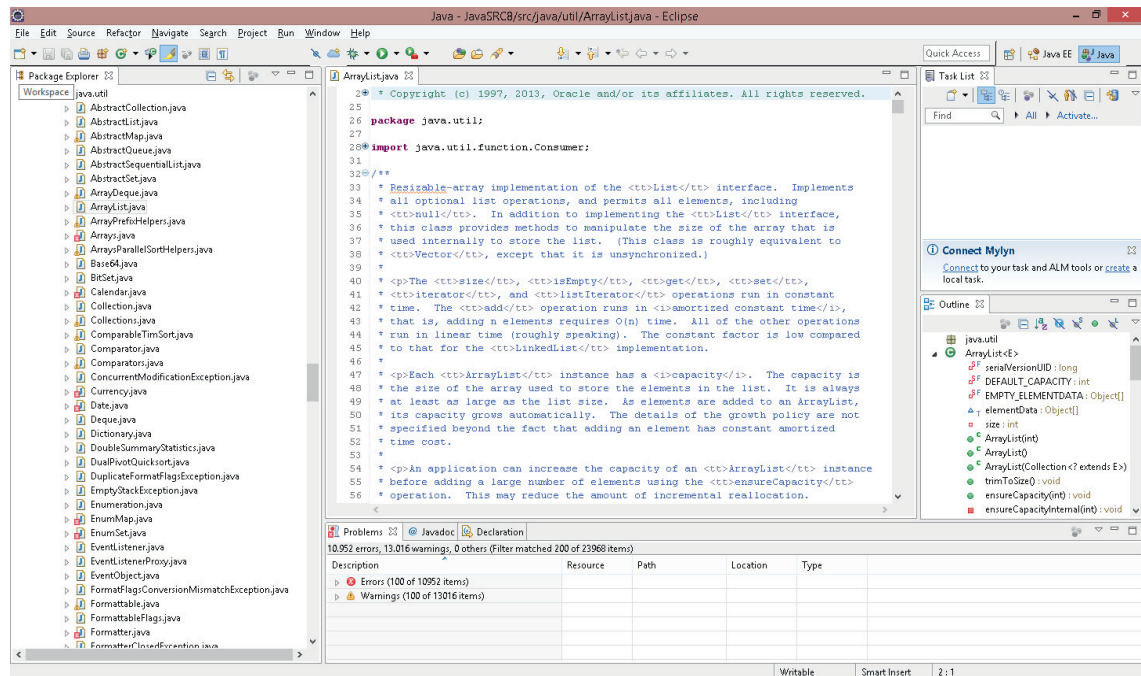 Java - JavaSRC8/src/java/util/ArrayList.java - Eclipse
File Edit Source Refactor Navigate Search Project Run Window Help
Quick Access
Java EE
Java
Package Explorer
Workspace
java.util
AbstractCollection.java
AbstractList.java
AbstractMap.java
AbstractQueue.java
AbstractSequentialList.java
AbstractSet.java
ArrayDeque.java
ArrayList.java
ArrayPrefixHelpers.java
Arrays.java
ArraysParallelSortHelpers.java
Base64.java
BitSet.java
Calendar.java
Collection.java
Collections.java
ComparableTimSort.java
Comparator.java
Comparators.java
ConcurrentModificationException.java
Currency.java
Date.java
Deque.java
Dictionary.java
DoubleSummaryStatistics.java
DualPivotQuicksort.java
DuplicateFormatFlagsException.java
EmptyStackException.java
Enumeration.java
EnumMap.java
EnumSet.java
EventListener.java
EventListenerProxy.java
EventObject.java
FormatFlagsConversionMismatchException.java
Formattable.java
FormattableFlags.java
Formatter.java
FormatterClosedException.java
ArrayList.java
2 * Copyright (c) 1997, 2013, Oracle and/or its affiliates. All rights reserved.
25
26 package java.util;
27
28 import java.util.function.Consumer;
31
32 /**
33 * Resizable-array implementation of the <tt>List</tt> interface. Implements
34 * all optional list operations, and permits all elements, including
35 * <tt>null</tt>. In addition to implementing the <tt>List</tt> interface,
36 * this class provides methods to manipulate the size of the array that is
37 * used internally to store the list. (This class is roughly equivalent to
38 * <tt>Vector</tt>, except that it is unsynchronized.)
39 *
40 * <p>The <tt>size</tt>, <tt>isEmpty</tt>, <tt>get</tt>, <tt>set</tt>,
41 * <tt>iterator</tt>, and <tt>listIterator</tt> operations run in constant
42 * time. The <tt>add</tt> operation runs in <i>amortized constant time</i>,
43 * that is, adding n elements requires O(n) time. All of the other operations
44 * run in linear time (roughly speaking). The constant factor is low compared
45 * to that for the <tt>LinkedList</tt> implementation.
46 *
47 * <p>Each <tt>ArrayList</tt> instance has a <i>capacity</i>. The capacity is
48 * the size of the array used to store the elements in the list. It is always
49 * at least as large as the list size. As elements are added to an ArrayList,
50 * its capacity grows automatically. The details of the growth policy are not
51 * specified beyond the fact that adding an element has constant amortized
52 * time cost.
53 *
54 * <p>An application can increase the capacity of an <tt>ArrayList</tt> instance
55 * before adding a large number of elements using the <tt>ensureCapacity</tt>
56 * operation. This may reduce the amount of incremental reallocation.
Task List
Find
All
Activate...
Connect Mylyn
Connect to your task and ALM tools or create a
local task.
Outline
java.util
ArrayList<E>
serialVersionUID : long
DEFAULT_CAPACITY : int
EMPTY_ELEMENTDATA : Object[]
elementData : Object[]
size : int
ArrayList(int)
ArrayList()
ArrayList(Collection<? extends E>)
trimToSize() : void
ensureCapacity(int) : void
ensureCapacityInternal(int) : void
Problems
@ Javadoc
Declaration
10.952 errors, 13.016 warnings, 0 others (Filter matched 200 of 23968 items)
Description Resource Path Location Type
Errors (100 of 10952 items)
Warnings (100 of 13016 items)
Writable Smart Insert 2 : 1